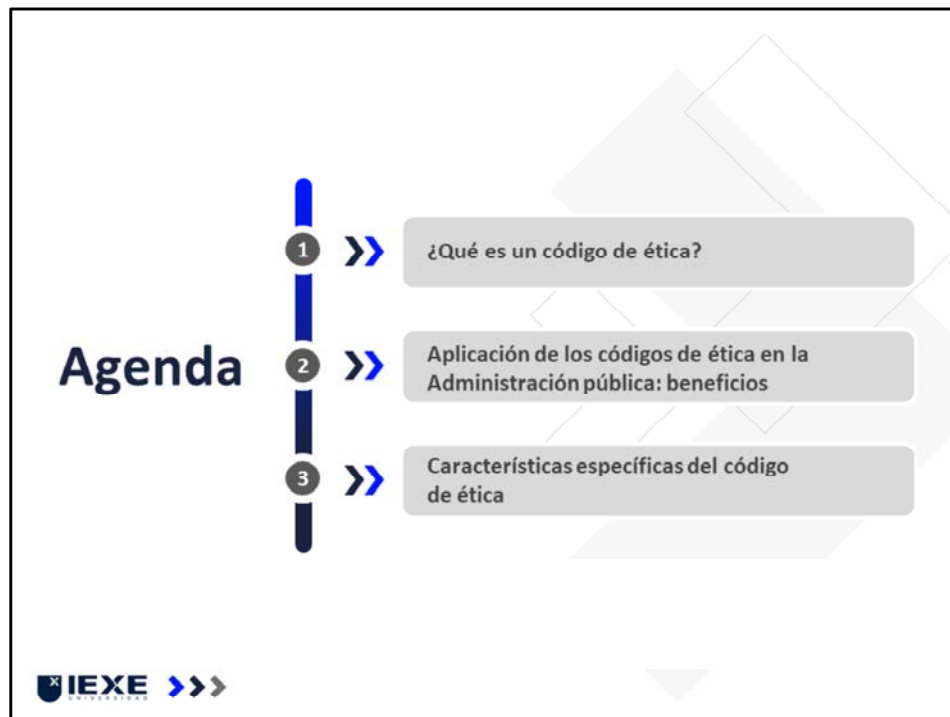 Agenda
1
¿Qué es un código de ética?
2
Aplicación de los códigos de ética en la
Administración pública: beneficios
3
Características específicas del código
de ética
IEXE
UNIVERSIDAD